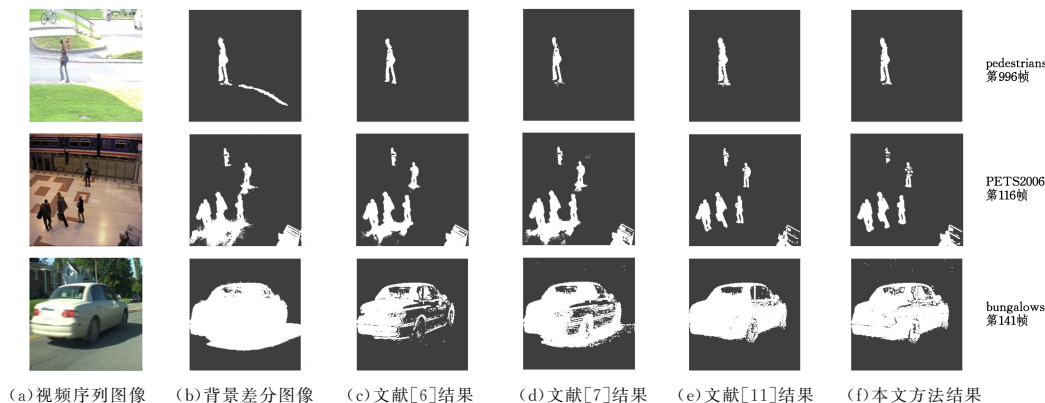 pedestrians
第996帧
PETS2006
第116帧
bungalows
第141帧
(a)视频序列图像 (b)背景差分图像 (c)文献[6]结果 (d)文献[7]结果 (e)文献[11]结果 (f)本文方法结果